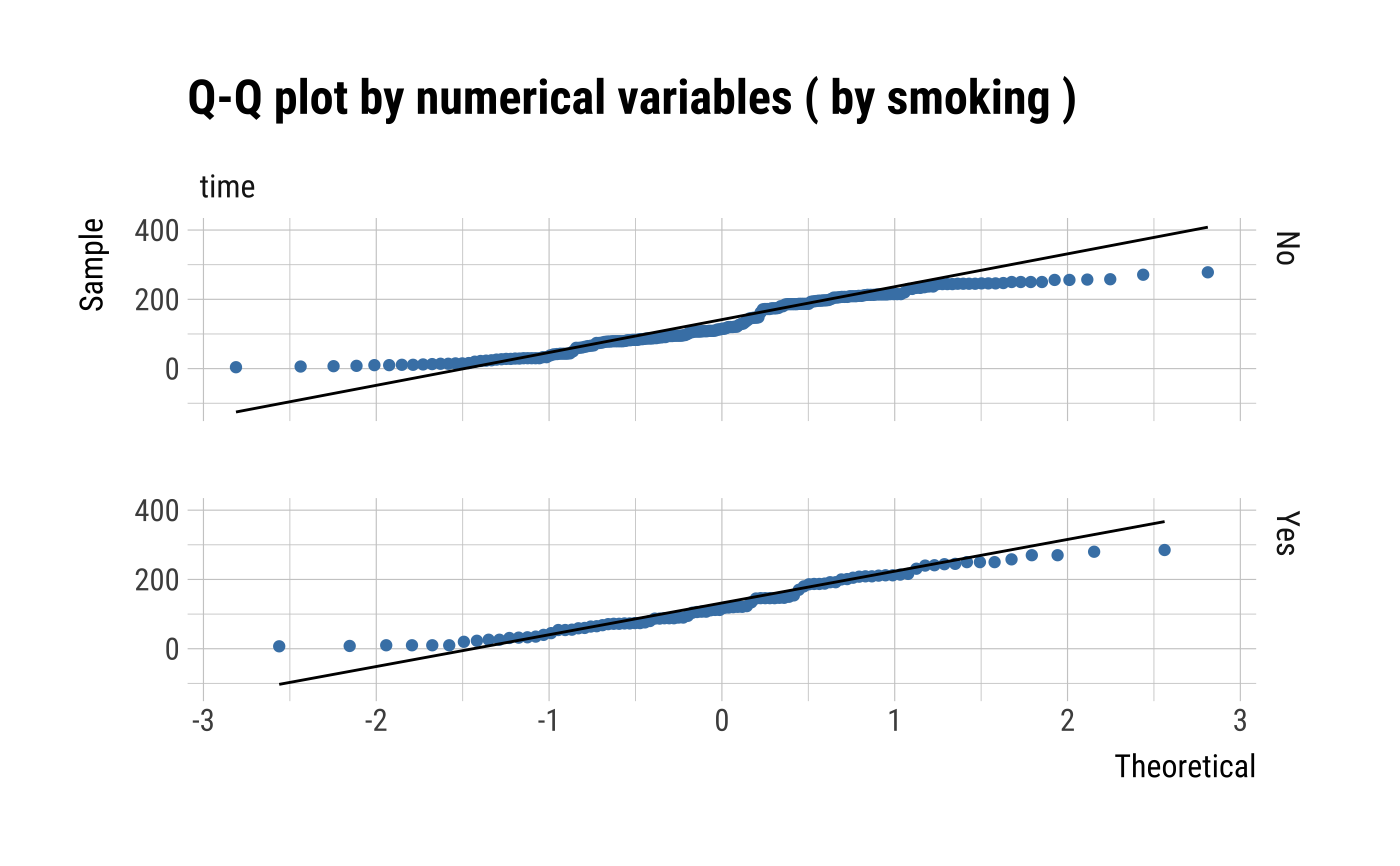 Q-Q plot by numerical variables ( by smoking )
time
Sample
400
200
0
No
400
200
0
Yes
-3 -2 -1 0 1 2 3
Theoretical